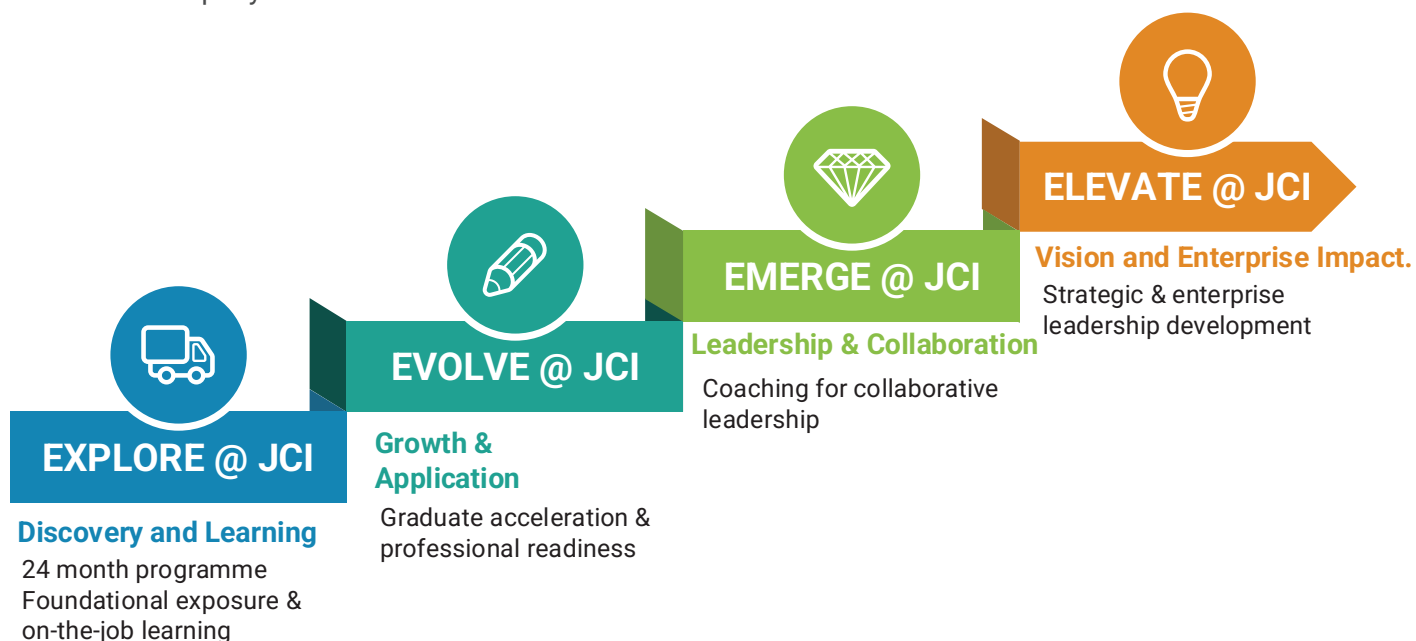 EXPLORE @ JCI
Discovery and Learning
24 month programme
Foundational exposure &
on-the-job learning
EVOLVE @ JCI
Growth &
Application
Graduate acceleration &
professional readiness
EMERGE @ JCI
Leadership & Collaboration
Coaching for collaborative
leadership
ELEVATE @ JCI
Vision and Enterprise Impact.
Strategic & enterprise
leadership development